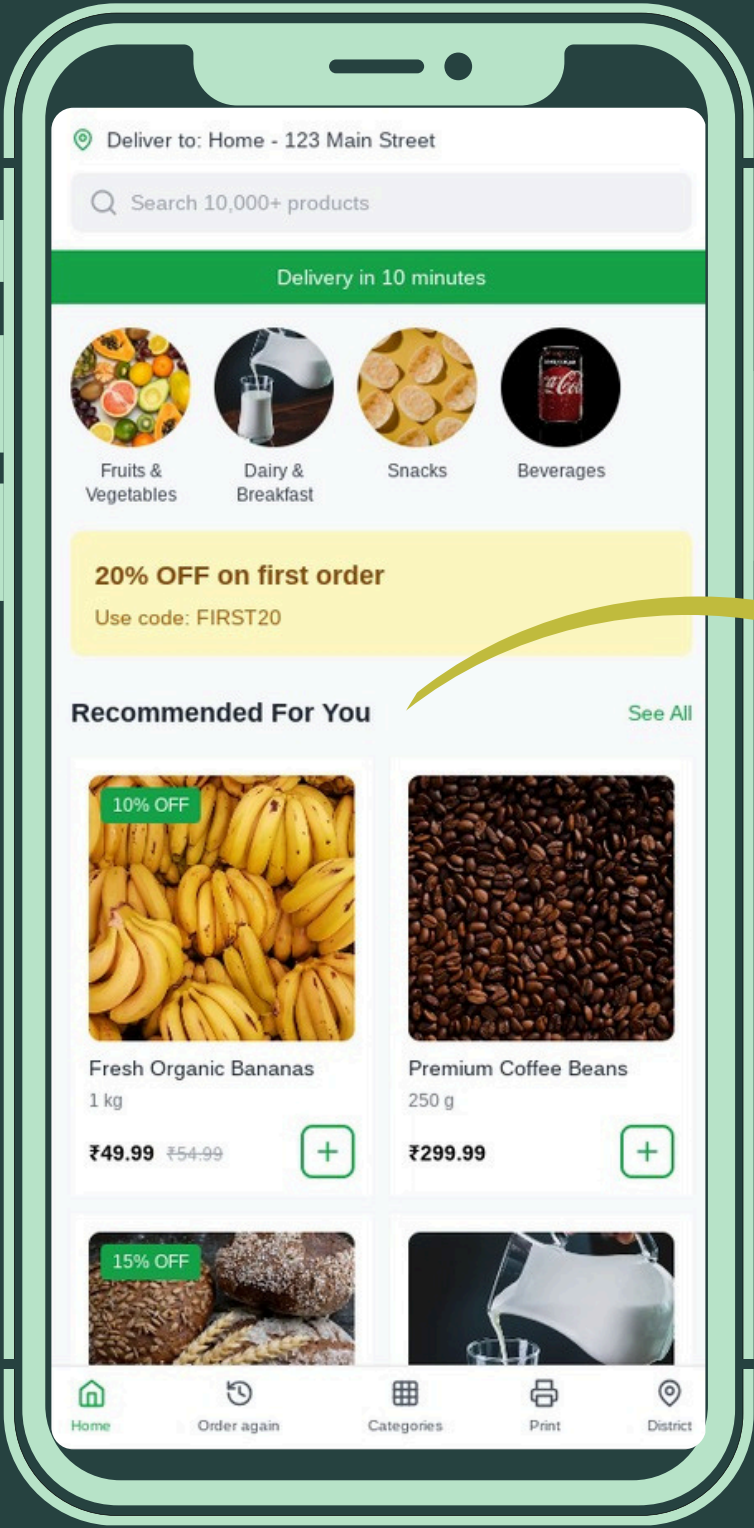 Deliver to: Home - 123 Main Street
Search 10,000+ products
Delivery in 10 minutes
Fruits &
Vegetables
Dairy &
Breakfast
Snacks
Beverages
20% OFF on first order
Use code: FIRST20
Recommended For You
See All
10% OFF
Fresh Organic Bananas
1 kg
₹49.99 ₹54.99
Premium Coffee Beans
250 g
₹299.99
15% OFF
Home
Order again
Categories
Print
District